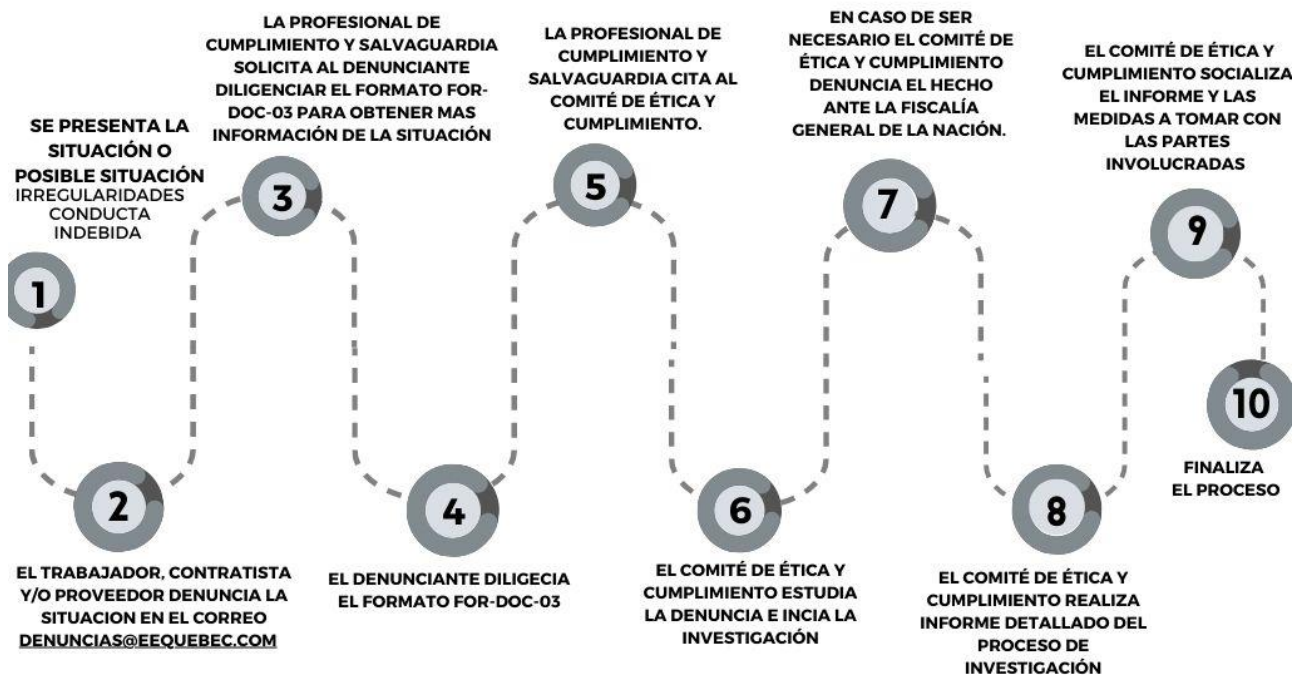 SE PRESENTA LA
SITUACIÓN O
POSIBLE SITUACIÓN
IRREGULARIDADES
CONDUCTA
INDEBIDA
1
2
EL TRABAJADOR, CONTRATISTA
Y/O PROVEEDOR DENUNCIA LA
SITUACION EN EL CORREO
DENUNCIAS@EEQUEBEC.COM
LA PROFESIONAL DE
CUMPLIMIENTO Y SALVAGUARDIA
SOLICITA AL DENUNCIANTE
DILIGENCIAR EL FORMATO FOR-
DOC-03 PARA OBTENER MAS
INFORMACIÓN DE LA SITUACIÓN
3
4
EL DENUNCIANTE DILIGECIA
EL FORMATO FOR-DOC-03
LA PROFESIONAL DE
CUMPLIMIENTO Y
SALVAGUARDIA CITA AL
COMITÉ DE ÉTICA Y
CUMPLIMIENTO.
5
6
EL COMITÉ DE ÉTICA Y
CUMPLIMIENTO ESTUDIA
LA DENUNCIA E INCIA LA
INVESTIGACIÓN
EN CASO DE SER
NECESARIO EL COMITÉ DE
ÉTICA Y CUMPLIMIENTO
DENUNCIA EL HECHO
ANTE LA FISCALÍA
GENERAL DE LA NACIÓN.
7
8
EL COMITÉ DE ÉTICA Y
CUMPLIMIENTO REALIZA
INFORME DETALLADO DEL
PROCESO DE
INVESTIGACIÓN
EL COMITÉ DE ÉTICA Y
CUMPLIMIENTO SOCIALIZA
EL INFORME Y LAS
MEDIDAS A TOMAR CON
LAS PARTES
INVOLUCRADAS
9
10
FINALIZA
EL PROCESO